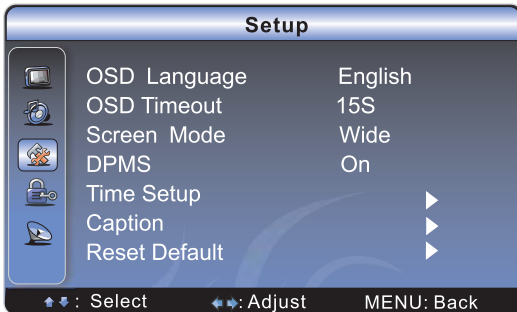 Setup
OSD Language English
OSD Timeout 15S
Screen Mode Wide
DPMS On
Time Setup
Caption
Reset Default
: Select : Adjust MENU: Back